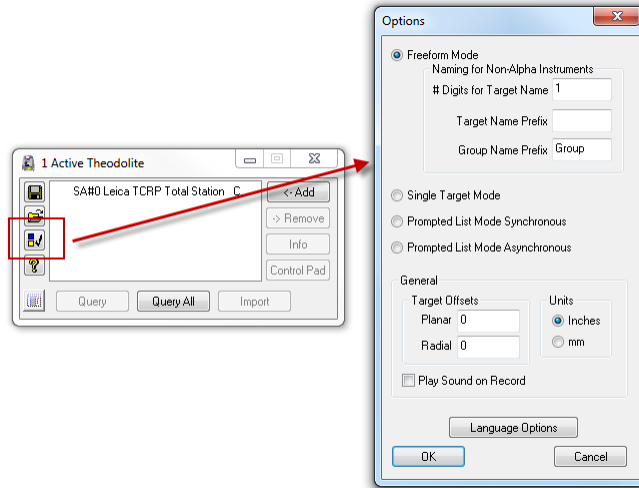 1 Active Theodolite
SA#0 Leica TCRP Total Station C
<- Add
-> Remove
Info
Control Pad
Query
Query All
Import
Options
Freeform Mode
Naming for Non-Alpha Instruments
# Digits for Target Name 1
Target Name Prefix
Group Name Prefix Group
Single Target Mode
Prompted List Mode Synchronous
Prompted List Mode Asynchronous
General
Target Offsets
Planar 0
Radial 0
Units
Inches
mm
Play Sound on Record
Language Options
OK
Cancel